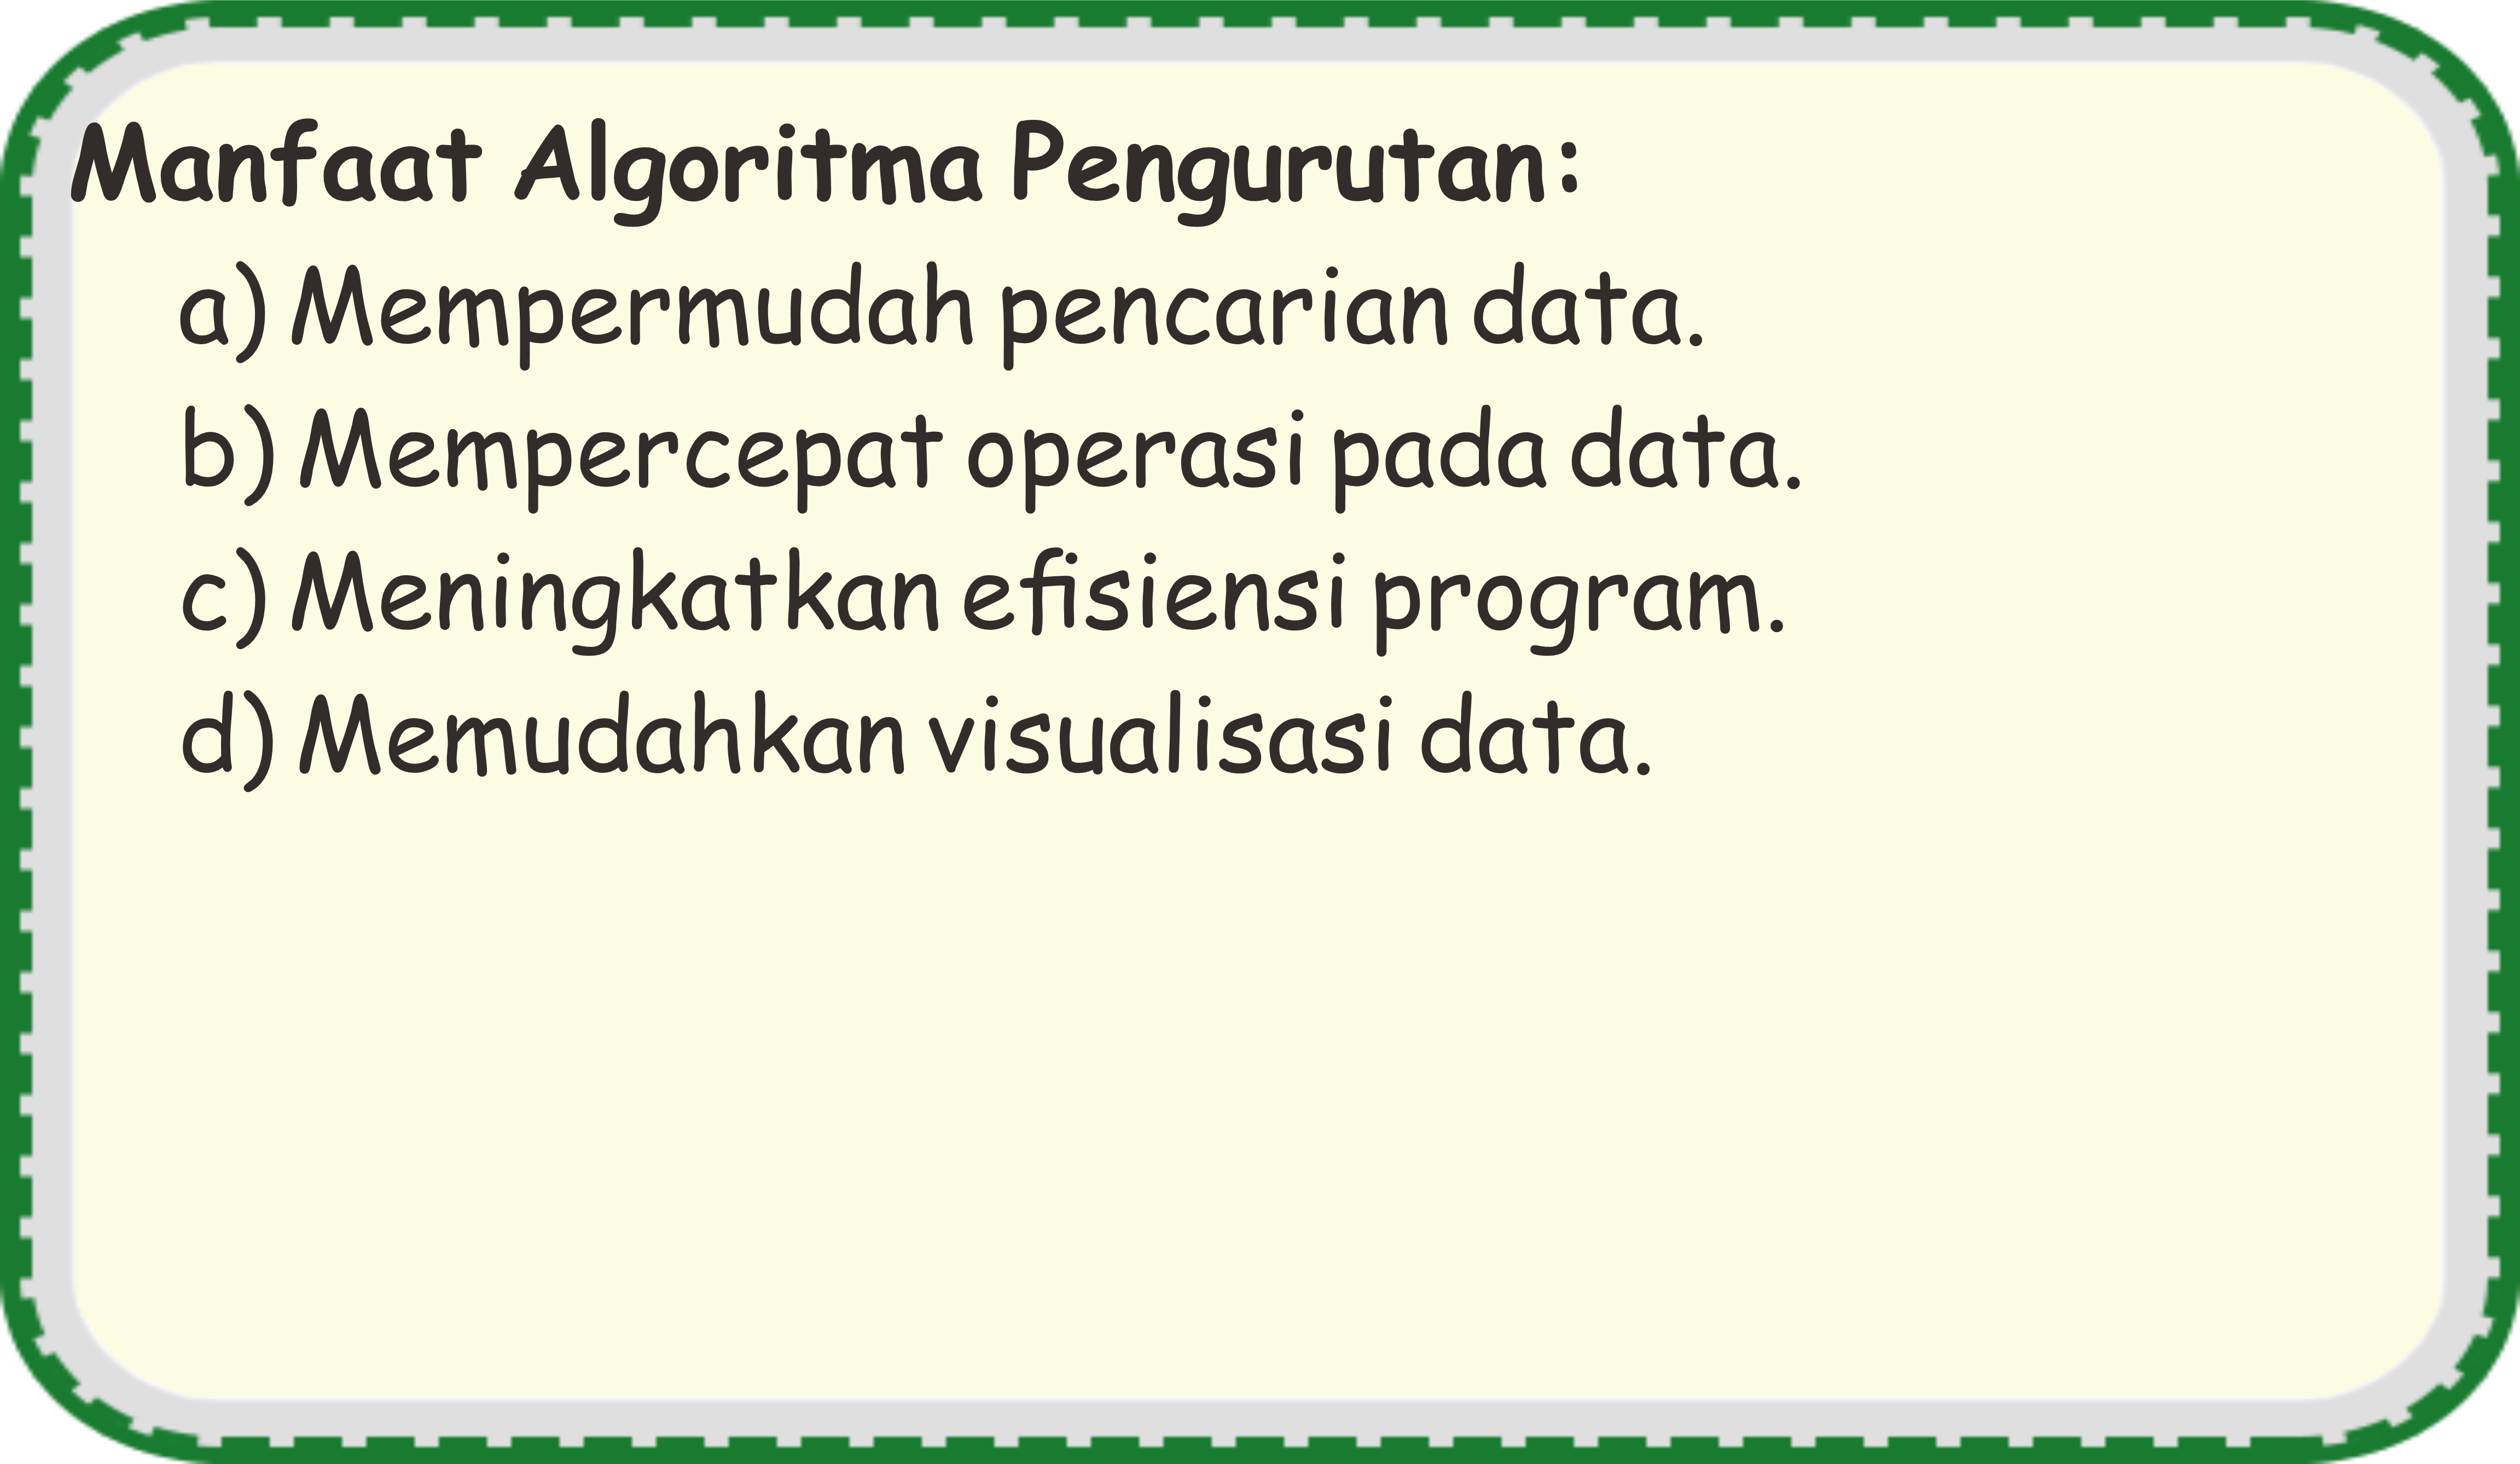 Manfaat Algoritma Pengurutan:
a) Mempermudah pencarian data.
b) Mempercepat operasi pada data.
c) Meningkatkan efisiensi program.
d) Memudahkan visualisasi data.